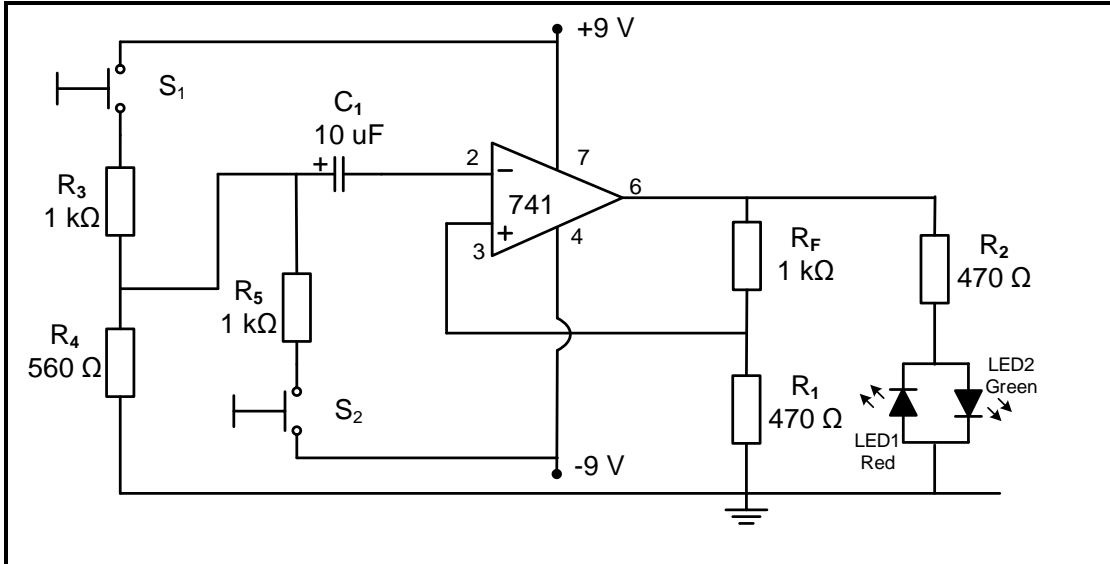 +9 V
S₁
C₁
10 uF
R₃
1 kΩ
2
−
7
741
6
+
3
4
R_F
1 kΩ
R₂
470 Ω
R₅
1 kΩ
R₄
560 Ω
S₂
R₁
470 Ω
LED2
Green
LED1
Red
-9 V